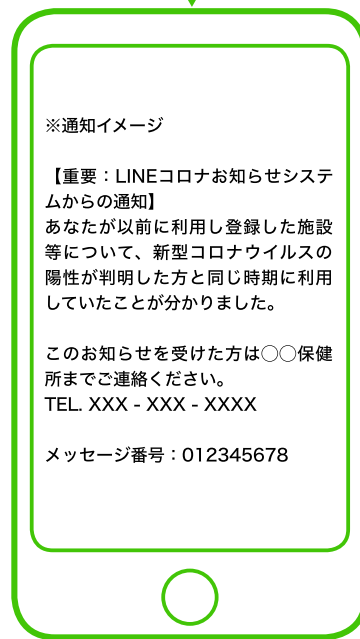 ※通知イメージ
【重要：LINEコロナお知らせシステ
ムからの通知】
あなたが以前に利用し登録した施設
等について、新型コロナウイルスの
陽性が判明した方と同じ時期に利用
していたことが分かりました。
このお知らせを受けた方は◯◯保健
所までご連絡ください。
TEL. XXX - XXX - XXXX
メッセージ番号：012345678